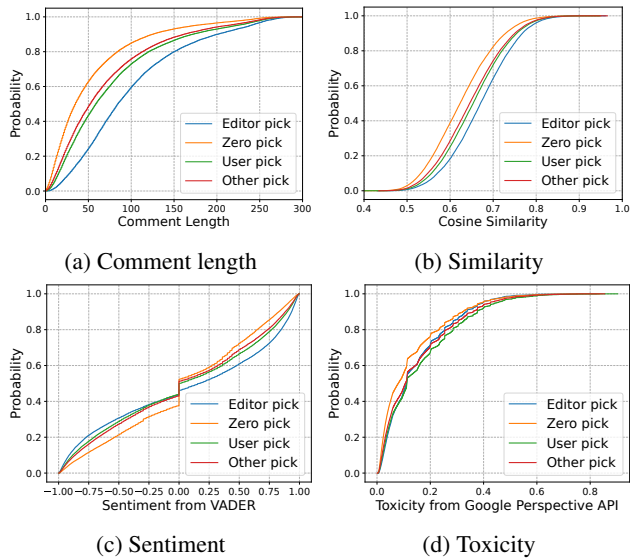 1.0
0.8
0.6
0.4
0.2
0.0
Probability
Editor pick
Zero pick
User pick
Other pick
0 50 100 150 200 250 300
Comment Length
(a) Comment length
1.0
0.8
0.6
0.4
0.2
0.0
Probability
Editor pick
Zero pick
User pick
Other pick
0.4 0.5 0.6 0.7 0.8 0.9 1.0
Cosine Similarity
(b) Similarity
1.0
0.8
0.6
0.4
0.2
0.0
Probability
Editor pick
Zero pick
User pick
Other pick
−1.00 −0.75 −0.50 −0.25 0.00 0.25 0.50 0.75 1.00
Sentiment from VADER
(c) Sentiment
1.0
0.8
0.6
0.4
0.2
0.0
Probability
Editor pick
Zero pick
User pick
Other pick
0.0 0.2 0.4 0.6 0.8
Toxicity from Google Perspective API
(d) Toxicity